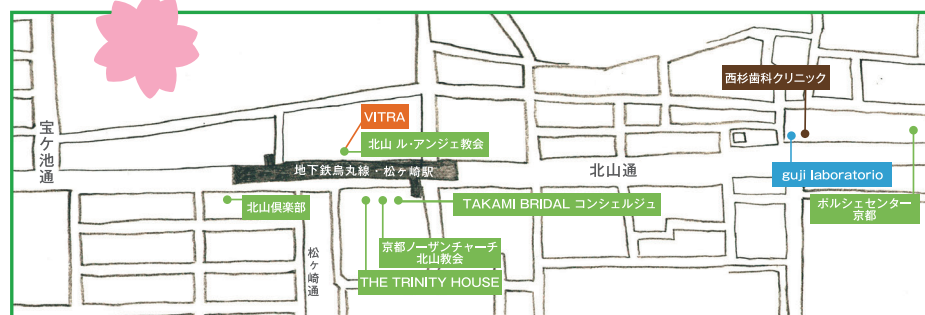 西杉歯科クリニック
VITRA
宝ケ池通
北山 ル・アンジェ教会
地下鉄烏丸線・松ヶ崎駅
北山通
guji laboratorio
北山倶楽部
TAKAMI BRIDAL コンシェルジュ
ポルシェセンター
京都
京都ノーザンチャーチ
北山教会
松ヶ崎通
THE TRINITY HOUSE